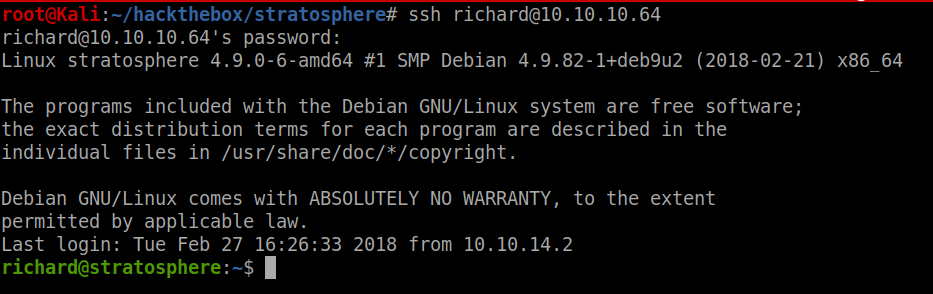 root@Kali:~/hackthebox/stratosphere# ssh richard@10.10.10.64
richard@10.10.10.64's password:
Linux stratosphere 4.9.0-6-amd64 #1 SMP Debian 4.9.82-1+deb9u2 (2018-02-21) x86_64
The programs included with the Debian GNU/Linux system are free software;
the exact distribution terms for each program are described in the
individual files in /usr/share/doc/*/copyright.
Debian GNU/Linux comes with ABSOLUTELY NO WARRANTY, to the extent
permitted by applicable law.
Last login: Tue Feb 27 16:26:33 2018 from 10.10.14.2
richard@stratosphere:~$